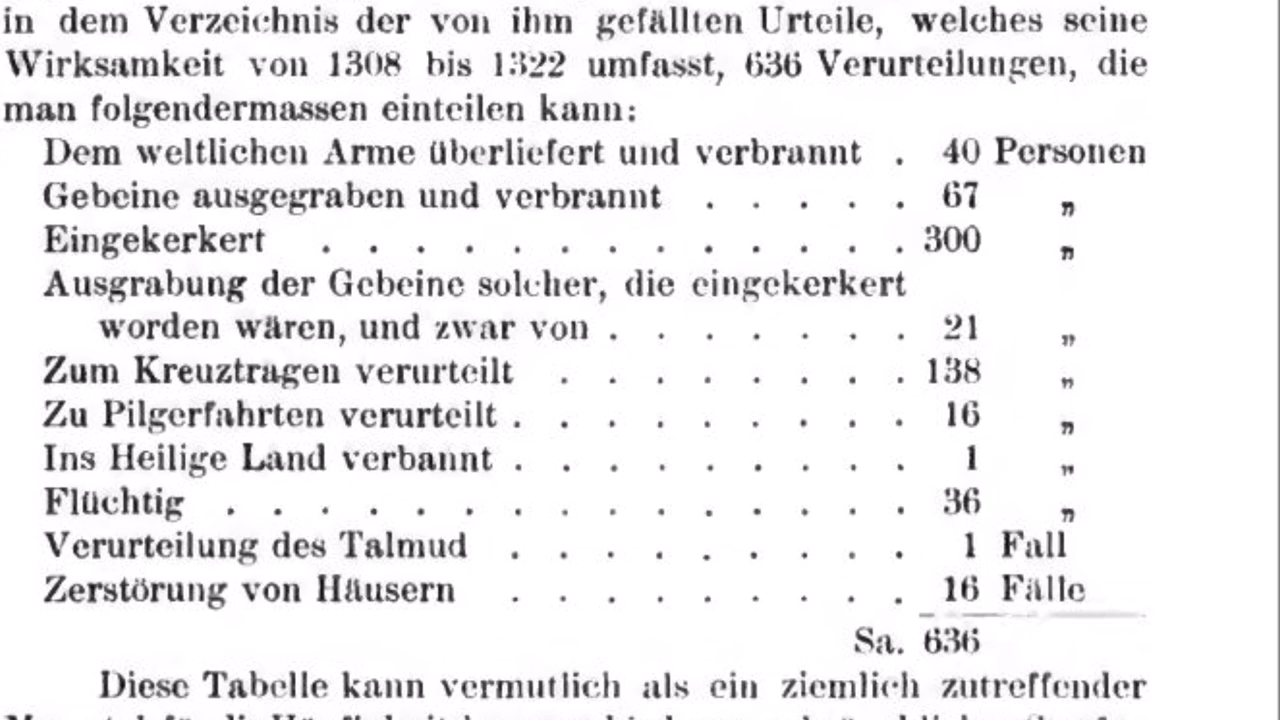 in dem Verzeichnis der von ihm gefällten Urteile, welches seine
Wirksamkeit von 1308 bis 1322 umfasst, 636 Verurteilungen, die
man folgendermassen einteilen kann:
Dem weltlichen Arme überliefert und verbrannt . 40 Personen
Gebeine ausgegraben und verbrannt . . . . . 67 „
Eingekerkert . . . . . . . . . . . . . 300 „
Ausgrabung der Gebeine solcher, die eingekerkert
worden wären, und zwar von . . . . . . . 21 „
Zum Kreuztragen verurteilt . . . . . . . . 138 „
Zu Pilgerfahrten verurteilt . . . . . . . . . 16 „
Ins Heilige Land verbannt . . . . . . . . . 1 „
Flüchtig . . . . . . . . . . . . . . . 36 „
Verurteilung des Talmud . . . . . . . . . 1 Fall
Zerstörung von Häusern . . . . . . . . . 16 Fälle
Sa. 636
Diese Tabelle kann vermutlich als ein ziemlich zutreffender